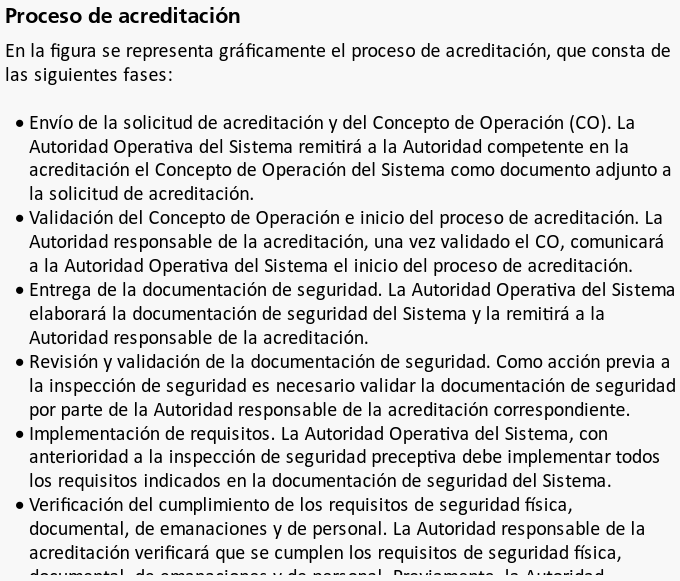 Proceso de acreditación
En la figura se representa gráficamente el proceso de acreditación, que consta de
las siguientes fases:
• Envío de la solicitud de acreditación y del Concepto de Operación (CO). La
Autoridad Operativa del Sistema remitirá a la Autoridad competente en la
acreditación el Concepto de Operación del Sistema como documento adjunto a
la solicitud de acreditación.
• Validación del Concepto de Operación e inicio del proceso de acreditación. La
Autoridad responsable de la acreditación, una vez validado el CO, comunicará
a la Autoridad Operativa del Sistema el inicio del proceso de acreditación.
• Entrega de la documentación de seguridad. La Autoridad Operativa del Sistema
elaborará la documentación de seguridad del Sistema y la remitirá a la
Autoridad responsable de la acreditación.
• Revisión y validación de la documentación de seguridad. Como acción previa a
la inspección de seguridad es necesario validar la documentación de seguridad
por parte de la Autoridad responsable de la acreditación correspondiente.
• Implementación de requisitos. La Autoridad Operativa del Sistema, con
anterioridad a la inspección de seguridad preceptiva debe implementar todos
los requisitos indicados en la documentación de seguridad del Sistema.
• Verificación del cumplimiento de los requisitos de seguridad física,
documental, de emanaciones y de personal. La Autoridad responsable de la
acreditación verificará que se cumplen los requisitos de seguridad física,
documental, de emanaciones y de personal. Previamente, la Autoridad